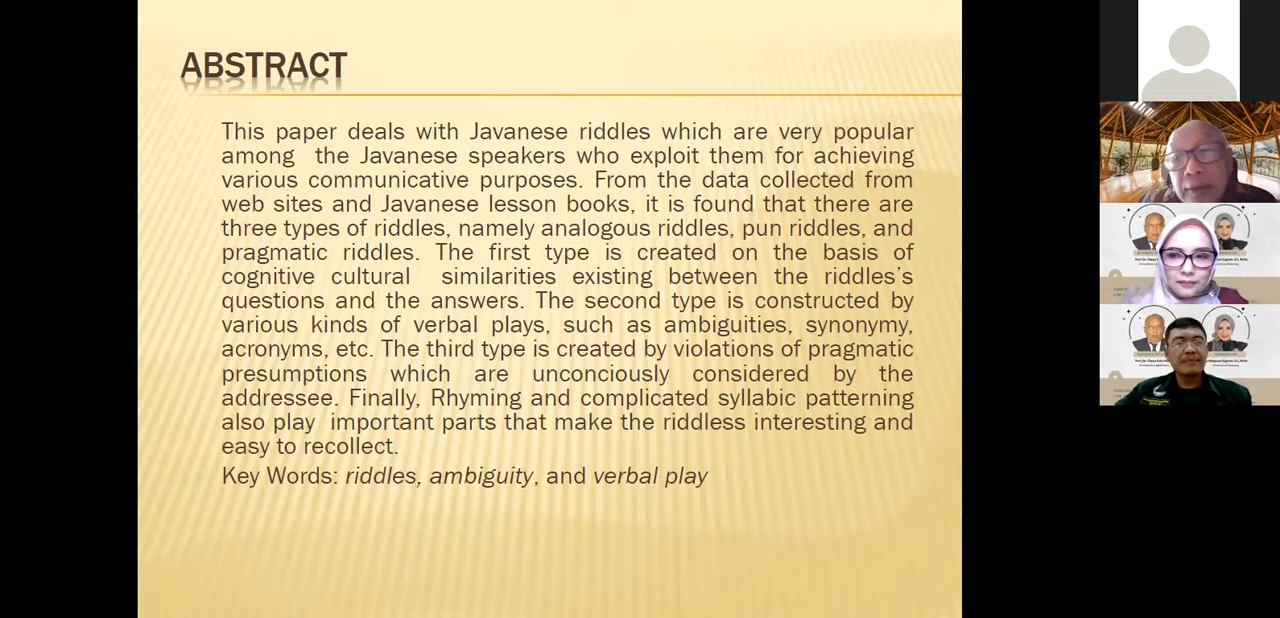 ABSTRACT
This paper deals with Javanese riddles which are very popular
among the Javanese speakers who exploit them for achieving
various communicative purposes. From the data collected from
web sites and Javanese lesson books, it is found that there are
three types of riddles, namely analogous riddles, pun riddles, and
pragmatic riddles. The first type is created on the basis of
cognitive cultural similarities existing between the riddles’s
questions and the answers. The second type is constructed by
various kinds of verbal plays, such as ambiguities, synonymy,
acronyms, etc. The third type is created by violations of pragmatic
presumptions which are unconciously considered by the
addressee. Finally, Rhyming and complicated syllabic patterning
also play important parts that make the riddless interesting and
easy to recollect.
Key Words: riddles, ambiguity, and verbal play